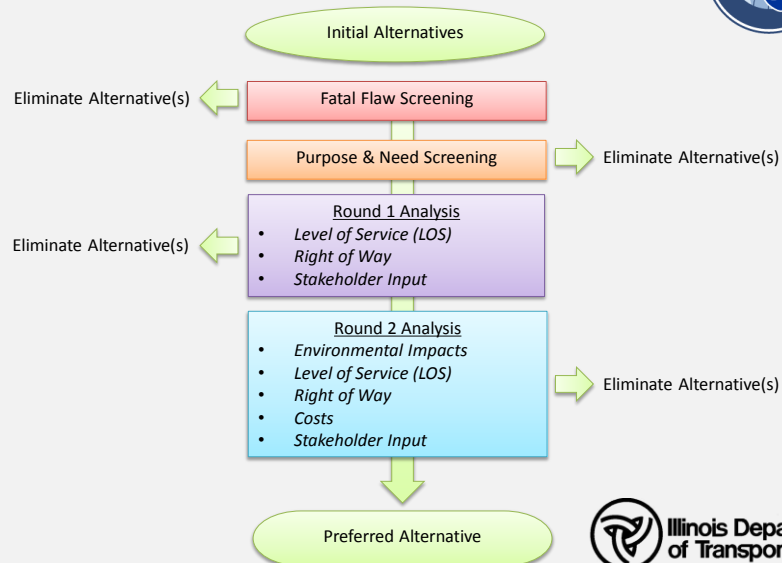 Initial Alternatives
Eliminate Alternative(s)
Fatal Flaw Screening
Purpose & Need Screening
Eliminate Alternative(s)
Round 1 Analysis
• Level of Service (LOS)
Eliminate Alternative(s)
• Right of Way
• Stakeholder Input
Round 2 Analysis
• Environmental Impacts
• Level of Service (LOS)
Eliminate Alternative(s)
• Right of Way
• Costs
• Stakeholder Input
Preferred Alternative
Illinois
of